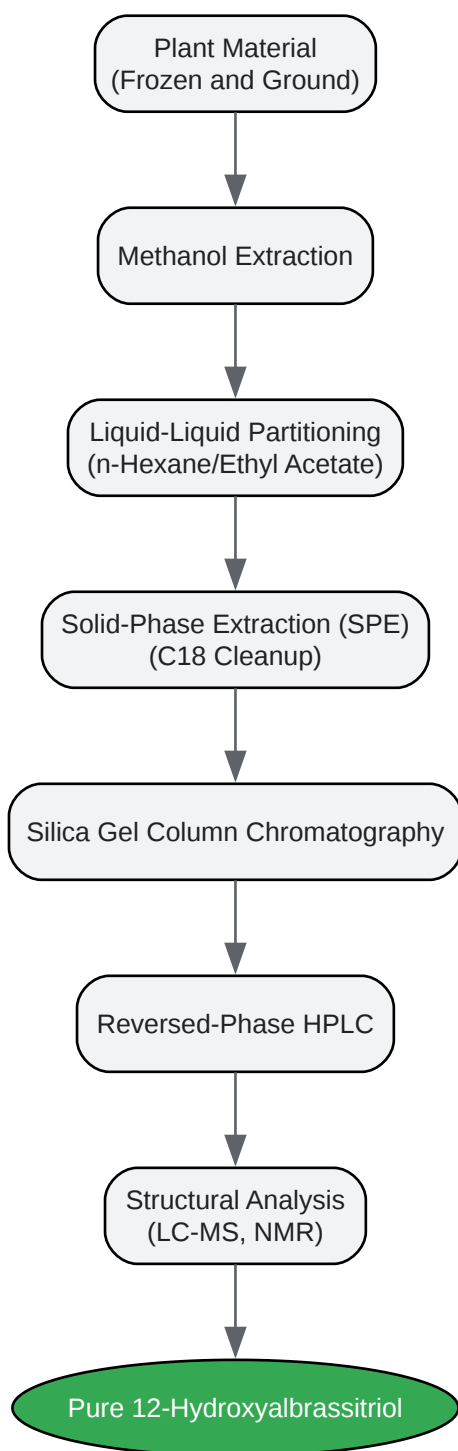 Plant Material
(Frozen and Ground)
Methanol Extraction
Liquid-Liquid Partitioning
(n-Hexane/Ethyl Acetate)
Solid-Phase Extraction (SPE)
(C18 Cleanup)
Silica Gel Column Chromatography
Reversed-Phase HPLC
Structural Analysis
(LC-MS, NMR)
Pure 12-Hydroxyalbrassitriol